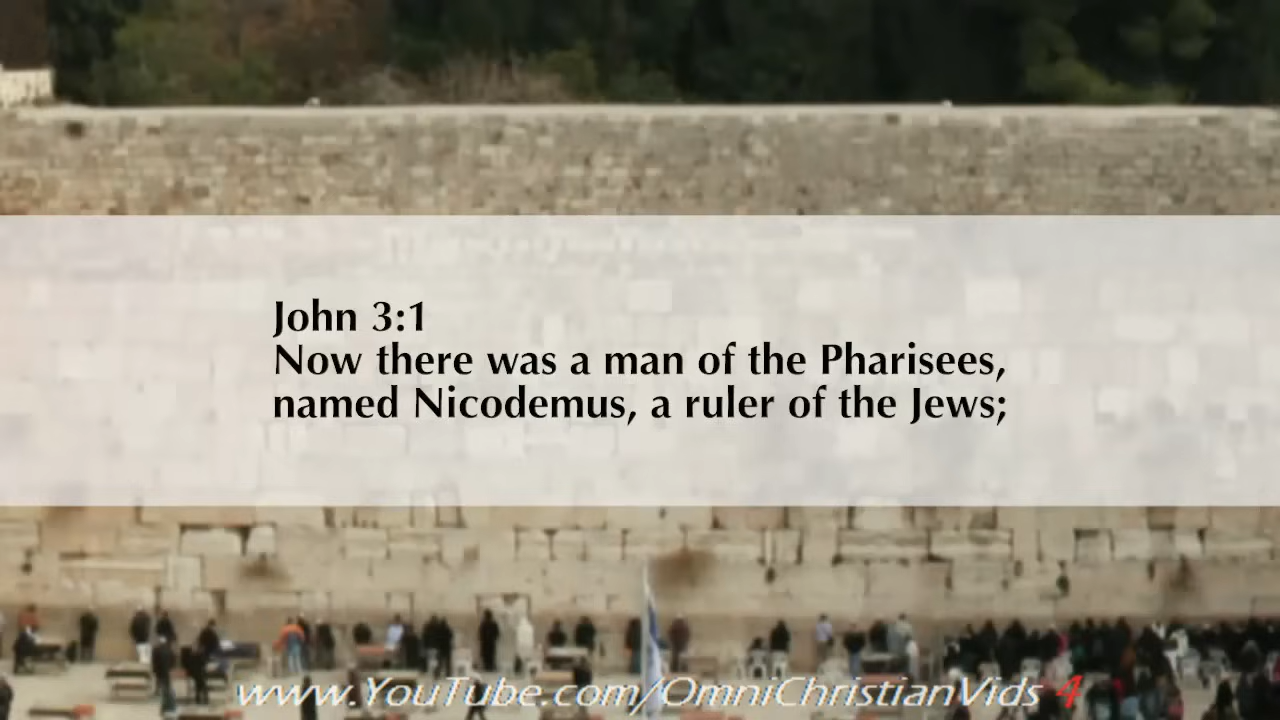 John 3:1
Now there was a man of the Pharisees,
named Nicodemus, a ruler of the Jews;
www.YouTube.com/OmniChristianVids 4